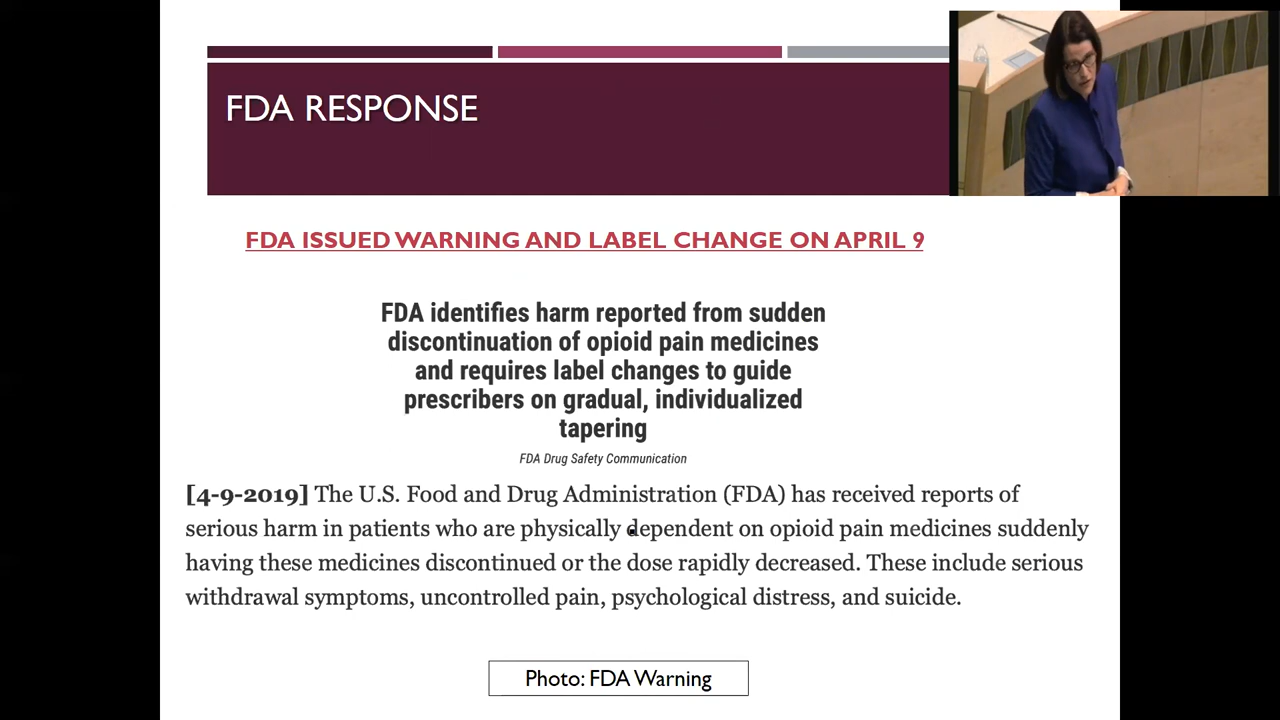 FDA RESPONSE
FDA ISSUED WARNING AND LABEL CHANGE ON APRIL 9
FDA identifies harm reported from sudden
discontinuation of opioid pain medicines
and requires label changes to guide
prescribers on gradual, individualized
tapering
FDA Drug Safety Communication
[4-9-2019] The U.S. Food and Drug Administration (FDA) has received reports of
serious harm in patients who are physically dependent on opioid pain medicines suddenly
having these medicines discontinued or the dose rapidly decreased. These include serious
withdrawal symptoms, uncontrolled pain, psychological distress, and suicide.
Photo: FDA Warning